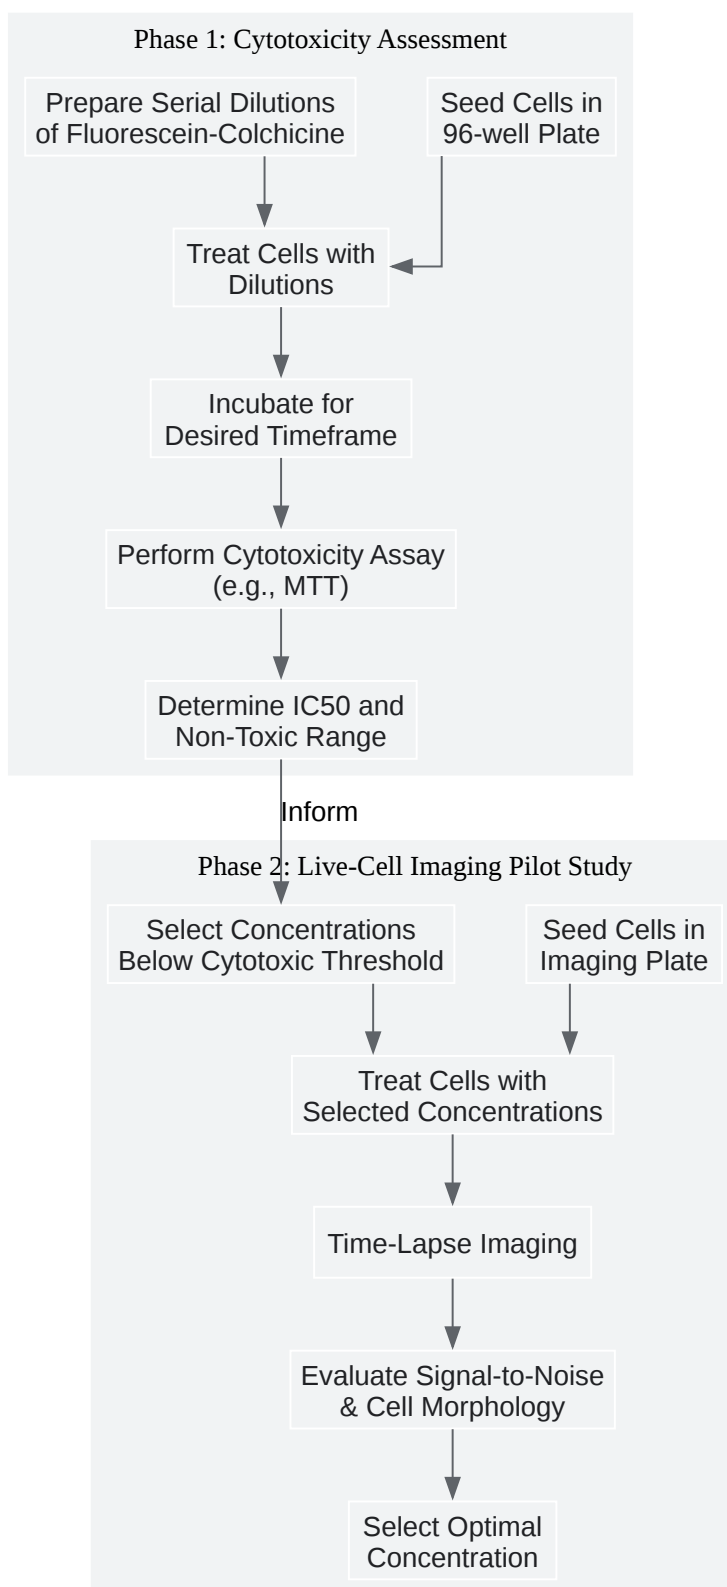 Phase 1: Cytotoxicity Assessment
Prepare Serial Dilutions
of Fluorescein-Colchicine
Seed Cells in
96-well Plate
Treat Cells with
Dilutions
Incubate for
Desired Timeframe
Perform Cytotoxicity Assay
(e.g., MTT)
Determine IC50 and
Non-Toxic Range
Inform
Phase 2: Live-Cell Imaging Pilot Study
Select Concentrations
Below Cytotoxic Threshold
Seed Cells in
Imaging Plate
Treat Cells with
Selected Concentrations
Time-Lapse Imaging
Evaluate Signal-to-Noise
& Cell Morphology
Select Optimal
Concentration